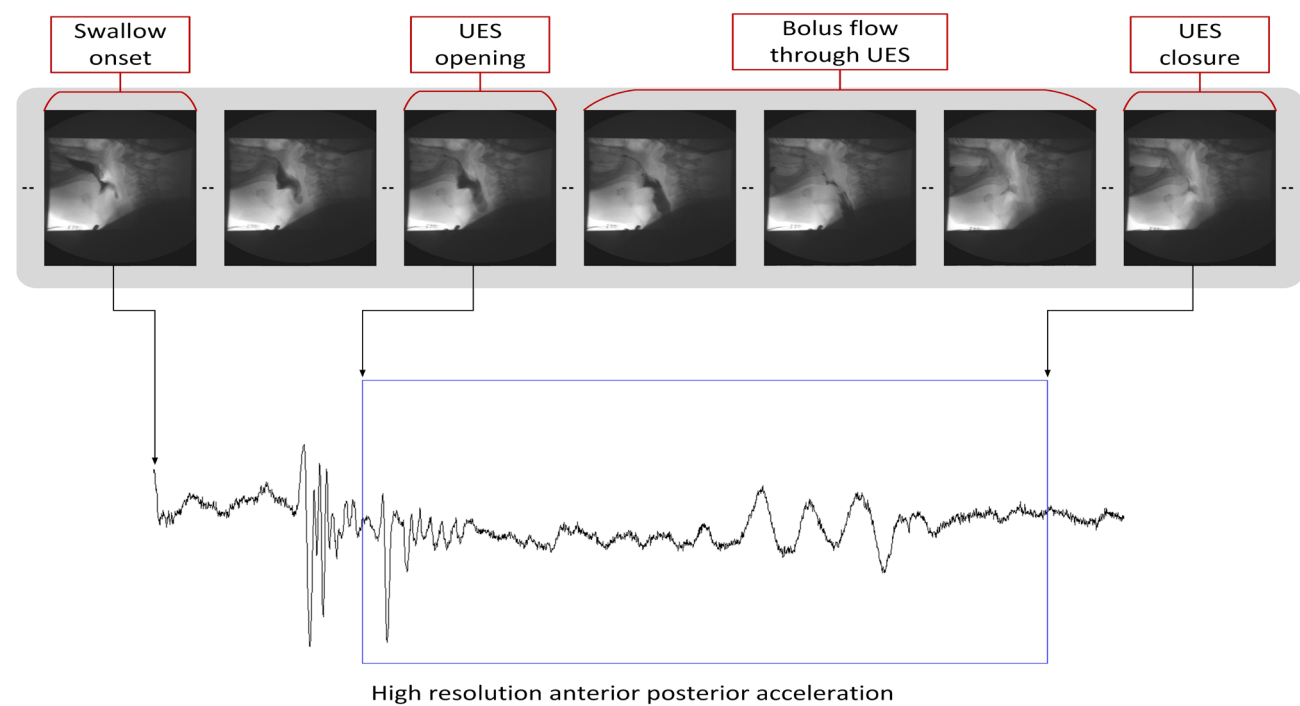 Swallow
onset
UES
opening
Bolus flow
through UES
UES
closure
-- -- -- -- -- -- -- --
High resolution anterior posterior acceleration